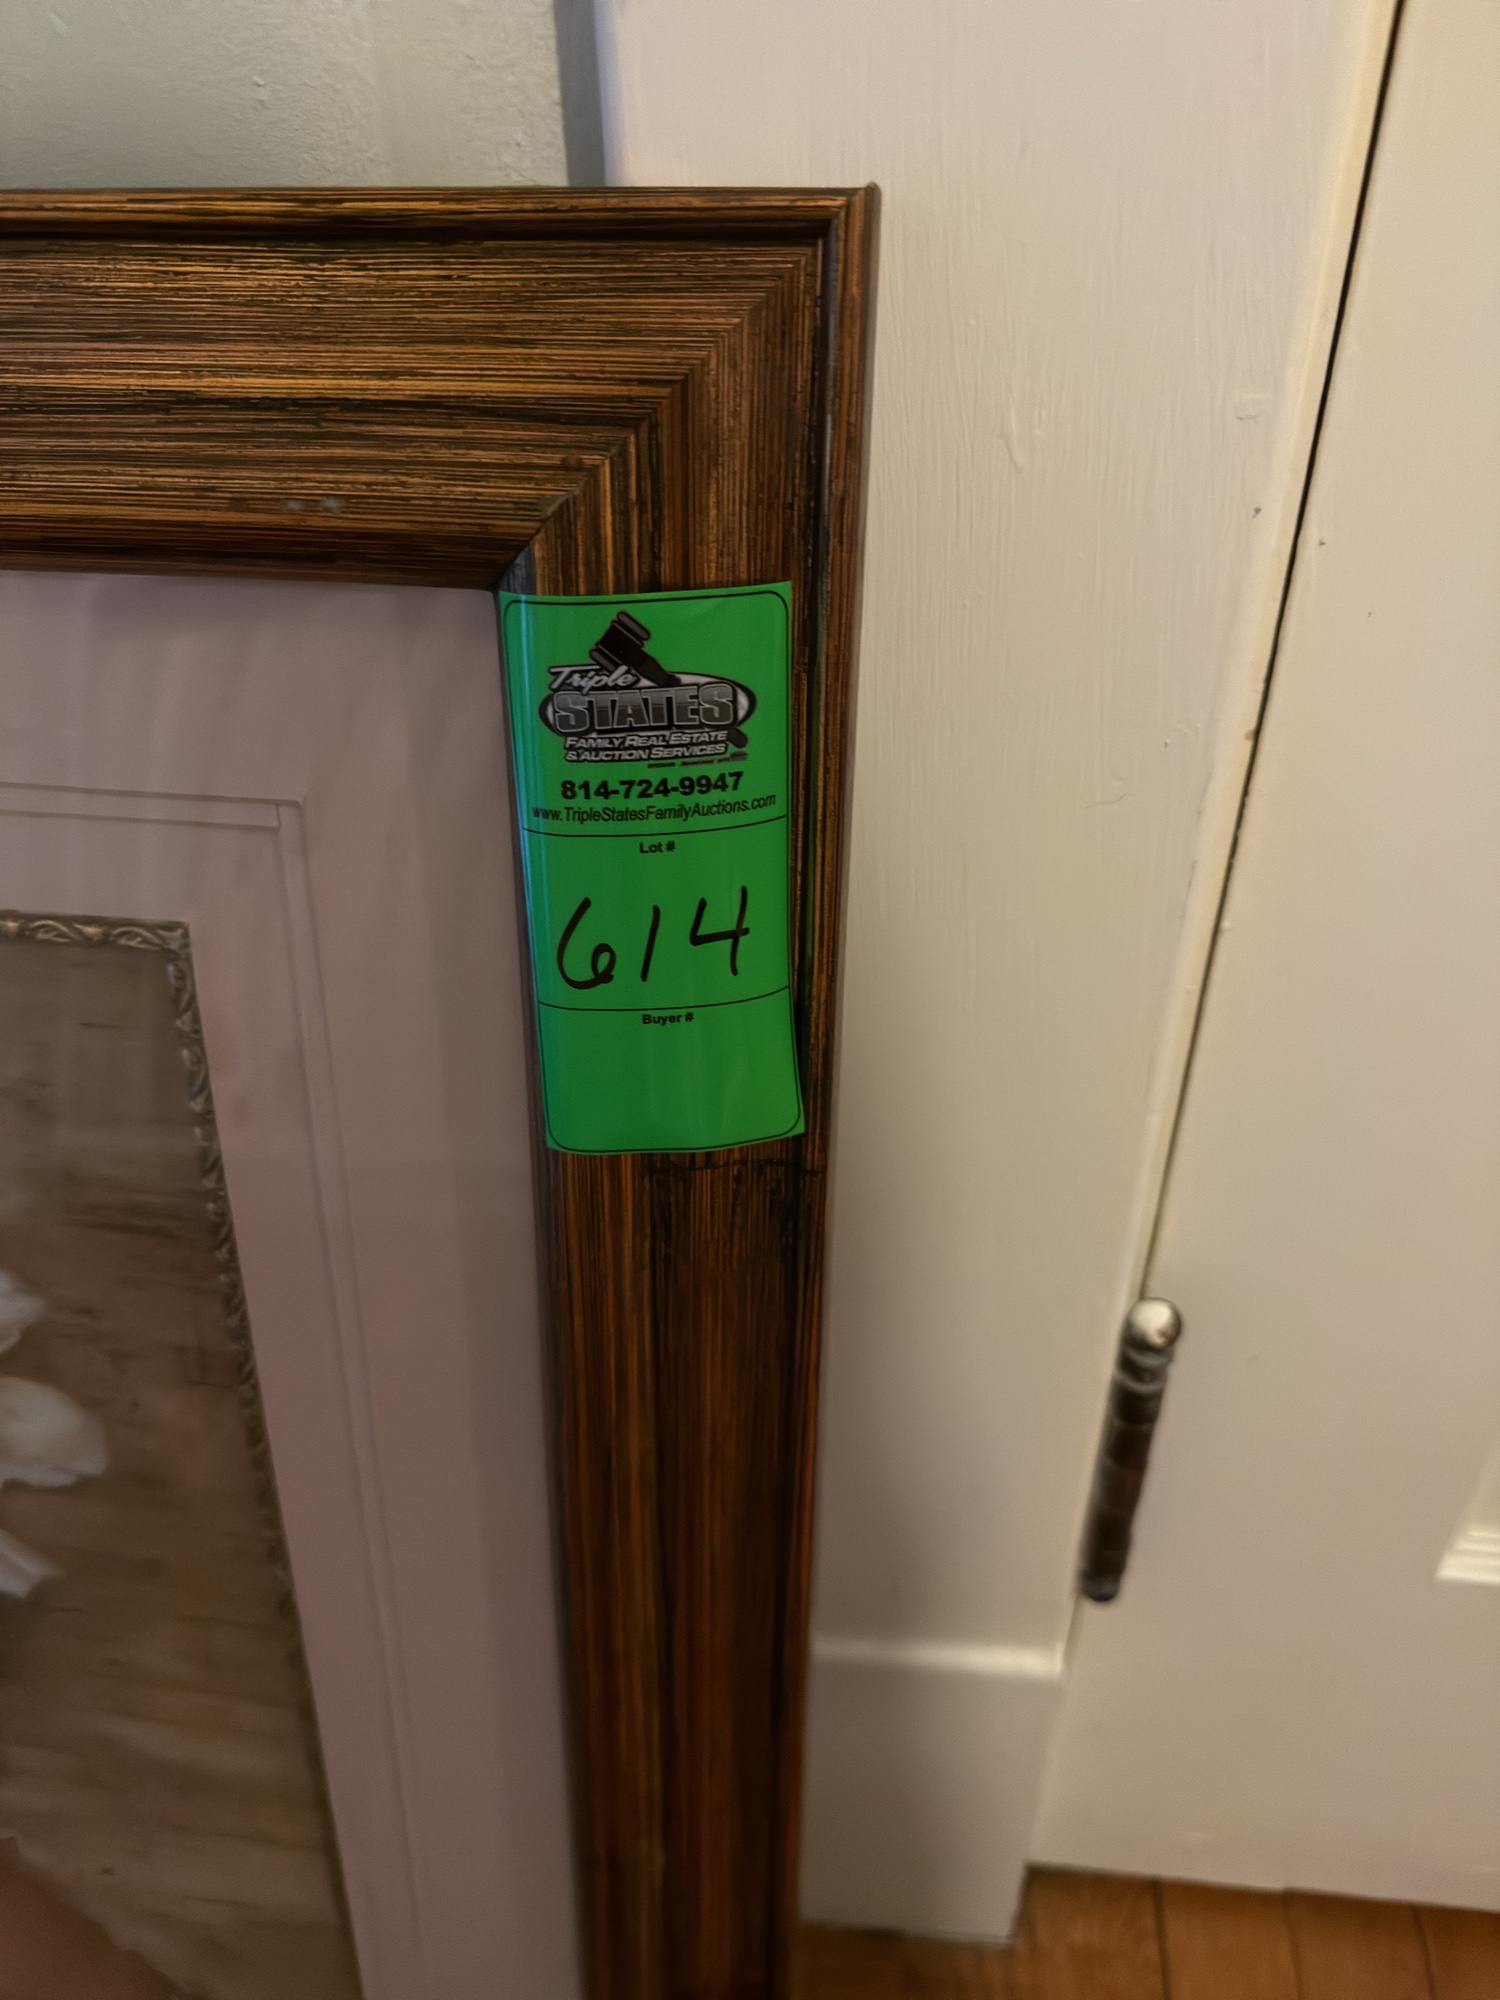 Triple
STATES
FAMILY REAL ESTATE
& AUCTION SERVICES
814-724-9947
www.TripleStatesFamilyAuctions.com
Lot #
614
Buyer #